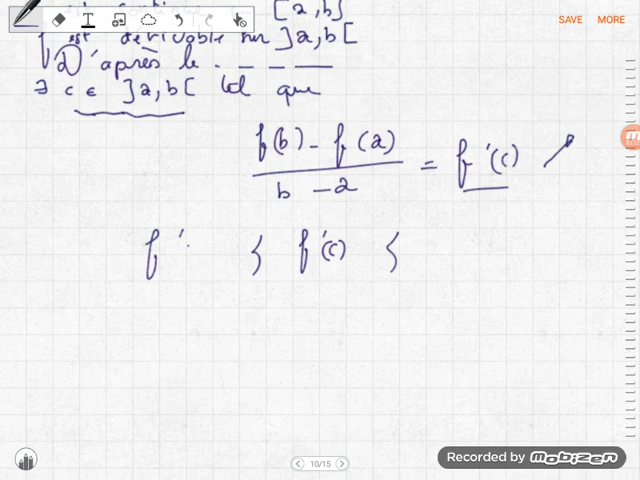 SAVE MORE
[a,b]
f est dérivable sur ]a,b[
D'après le - - - —
∃ c ∈ ]a,b[ tel que
f(b) - f(a)
b - a
= f'(c)
f' < f'(c) <
10/15
Recorded by mobizen